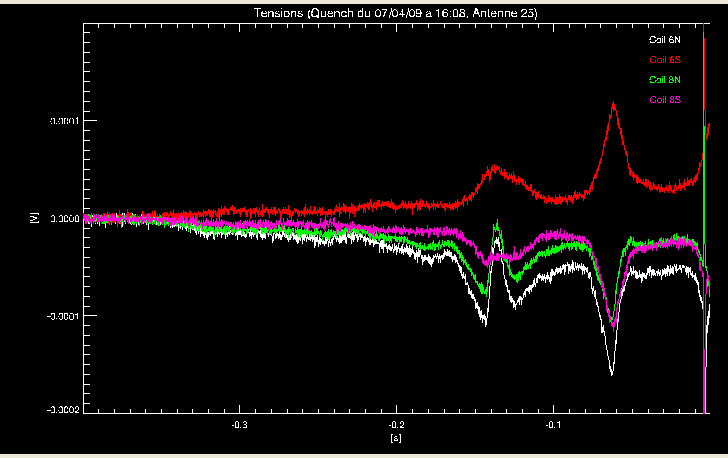 Tensions (Quench du 07/04/09 a 16:08, Antenne 25)
Coil 6N
Coil 6S
Coil 8N
Coil 8S
0.0001
0.0000
-0.0001
-0.0002
[V]
-0.3 -0.2 -0.1
[s]